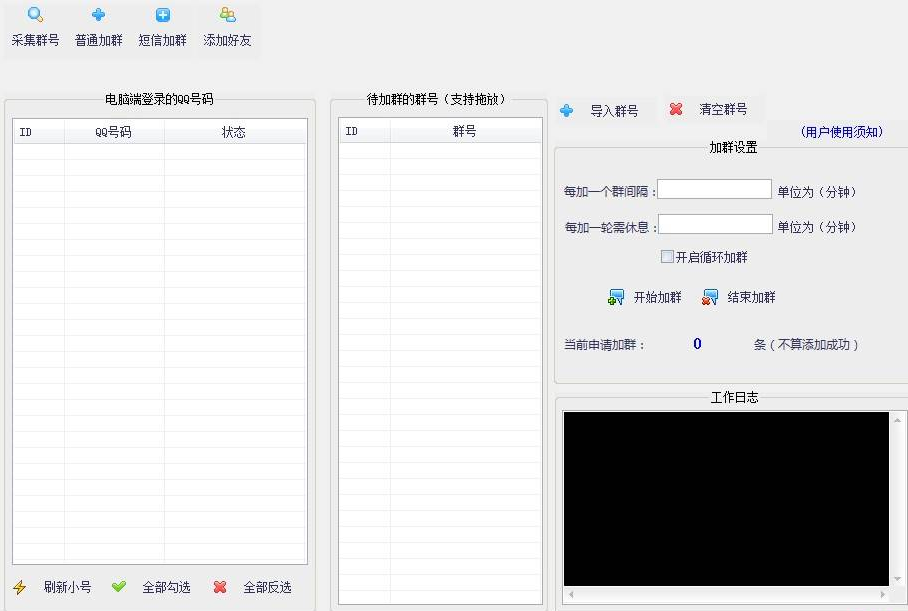 采集群号 普通加群 短信加群 添加好友
电脑端登录的QQ号码
ID QQ号码 状态
刷新小号 全部勾选 全部反选
待加群的群号（支持拖放）
ID 群号
导入群号 清空群号
（用户使用须知）
加群设置
每加一个群间隔： 单位为（分钟）
每加一轮需休息： 单位为（分钟）
开启循环加群
开始加群 结束加群
当前申请加群： 0 条（不算添加成功）
工作日志